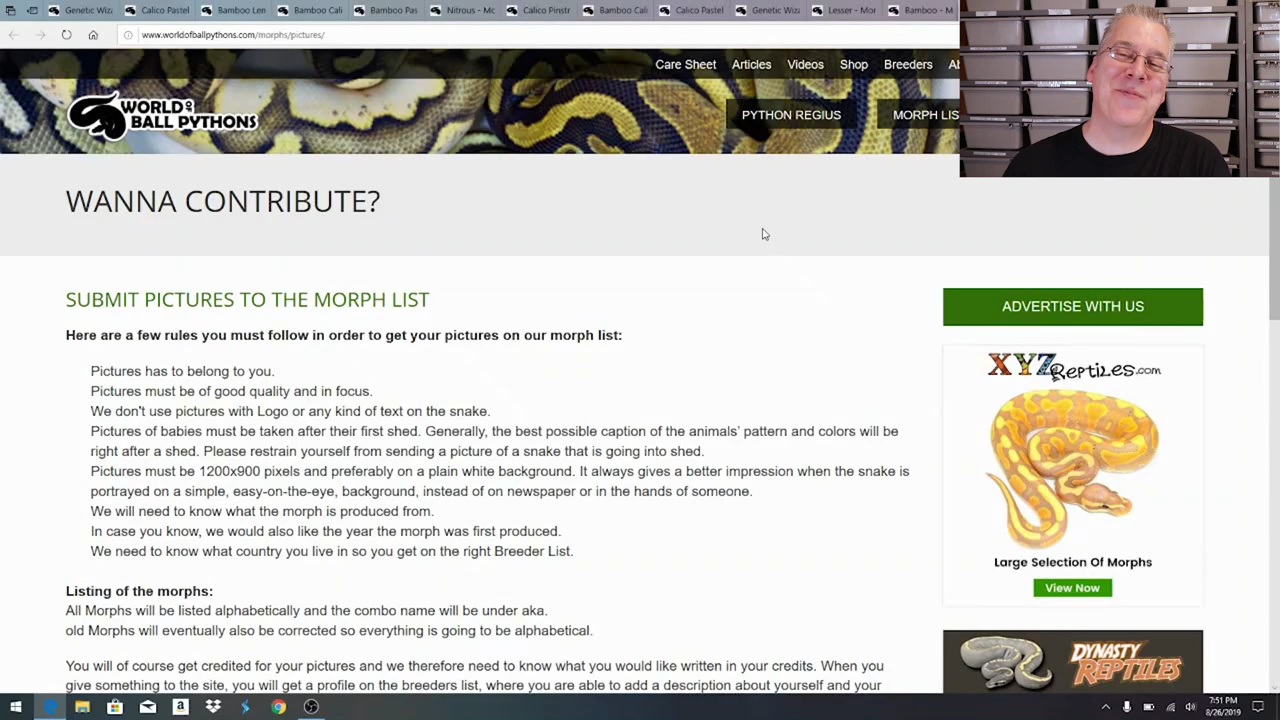 Genetic Wiz
Calico Pastel
Bamboo Len
Bamboo Cali
Bamboo Pas
Nitrous - Mo
Calico Pinstr
Bamboo Cali
Calico Pastel
Genetic Wiz
Lesser - Mor
Bamboo - M
www.worldofballpythons.com/morphs/pictures/
Care Sheet Articles Videos Shop Breeders Ab
WORLD OF
BALL PYTHONS
PYTHON REGIUS MORPH LIS
WANNA CONTRIBUTE?
SUBMIT PICTURES TO THE MORPH LIST
Here are a few rules you must follow in order to get your pictures on our morph list:
Pictures has to belong to you.
Pictures must be of good quality and in focus.
We don't use pictures with Logo or any kind of text on the snake.
Pictures of babies must be taken after their first shed. Generally, the best possible caption of the animals' pattern and colors will be
right after a shed. Please restrain yourself from sending a picture of a snake that is going into shed.
Pictures must be 1200x900 pixels and preferably on a plain white background. It always gives a better impression when the snake is
portrayed on a simple, easy-on-the-eye, background, instead of on newspaper or in the hands of someone.
We will need to know what the morph is produced from.
In case you know, we would also like the year the morph was first produced.
We need to know what country you live in so you get on the right Breeder List.
Listing of the morphs:
All Morphs will be listed alphabetically and the combo name will be under aka.
old Morphs will eventually also be corrected so everything is going to be alphabetical.
You will of course get credited for your pictures and we therefore need to know what you would like written in your credits. When you
give something to the site, you will get a profile on the breeders list, where you are able to add a description about yourself and your
ADVERTISE WITH US
XYZReptiles.com
Large Selection Of Morphs
View Now
DYNASTY
REPTILES
7:51 PM
8/26/2019